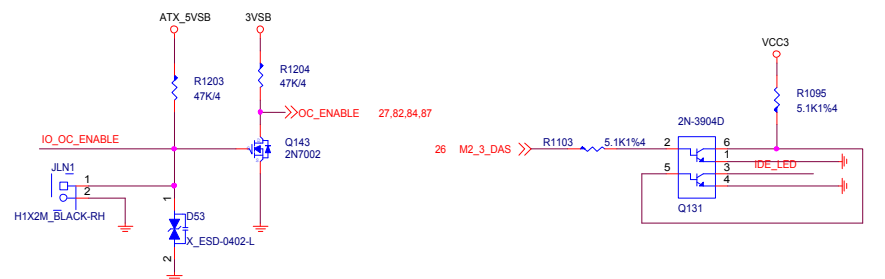 ATX_5VSB
3VSB
R1203
47K/4
R1204
47K/4
OC_ENABLE 27,82,84,87
IO_OC_ENABLE
Q143
2N7002
JLN1
1
2
H1X2M_BLACK-RH
1
D53
X_ESD-0402-L
2
VCC3
R1095
5.1K1%4
2N-3904D
26 M2_3_DAS
R1103
5.1K1%4
2
6
1
IDE_LED
5
3
4
Q131